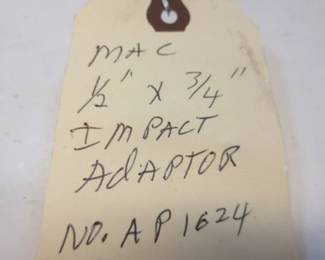 MAC
1/2" X 3/4"
IMPACT
AdAPTOR
NO. AP1624